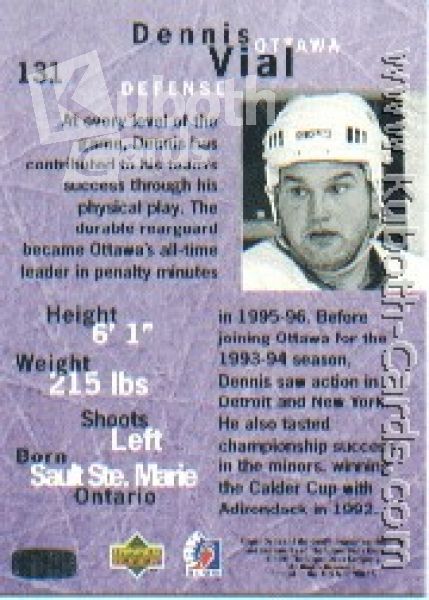 Dennis
Vial
OTTAWA
131
DEFENSE
At every level of the
game, Dennis has
contributed to his team's
success through his
physical play. The
durable rearguard
became Ottawa's all-time
leader in penalty minutes
in 1995-96. Before
joining Ottawa for the
1993-94 season,
Dennis saw action in
Detroit and New York.
He also tasted
championship success
in the minors, winning
the Calder Cup with
Adirondack in 1992.
Height
6' 1"
Weight
215 lbs
Shoots
Left
Born
Sault Ste. Marie
Ontario
Kuboth
Cards
www.Kuboth-Cards.com